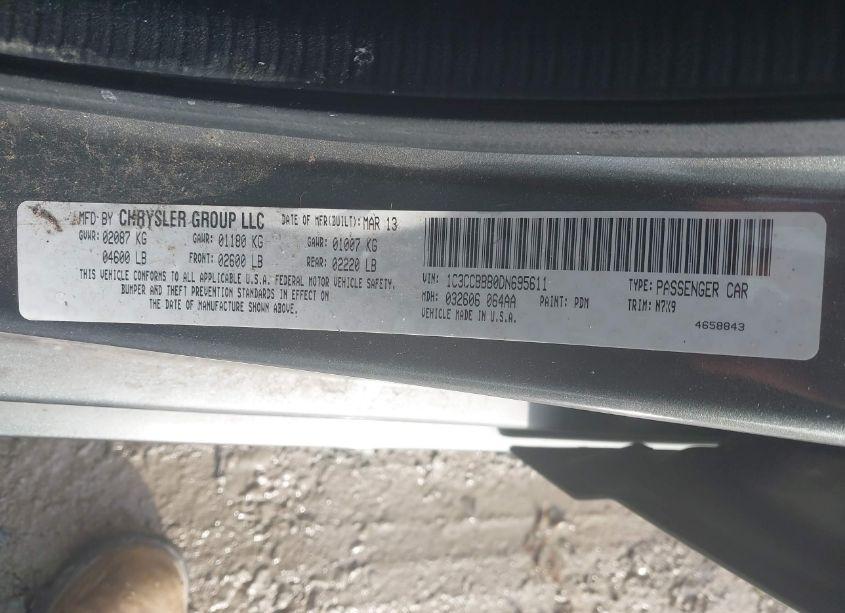 MFD BY CHRYSLER GROUP LLC DATE OF MFR(BUILT): MAR 13
GVWR: 02087 KG GAWR: 01180 KG GAWR: 01007 KG
04600 LB FRONT: 02600 LB REAR: 02220 LB
THIS VEHICLE CONFORMS TO ALL APPLICABLE U.S.A. FEDERAL MOTOR VEHICLE SAFETY,
BUMPER AND THEFT PREVENTION STANDARDS IN EFFECT ON
THE DATE OF MANUFACTURE SHOWN ABOVE.
VIN: 1C3CCBBB0DN695611 TYPE: PASSENGER CAR
MDH: 032606 064AA PAINT: PDM TRIM: N7X9
VEHICLE MADE IN U.S.A. 4658843